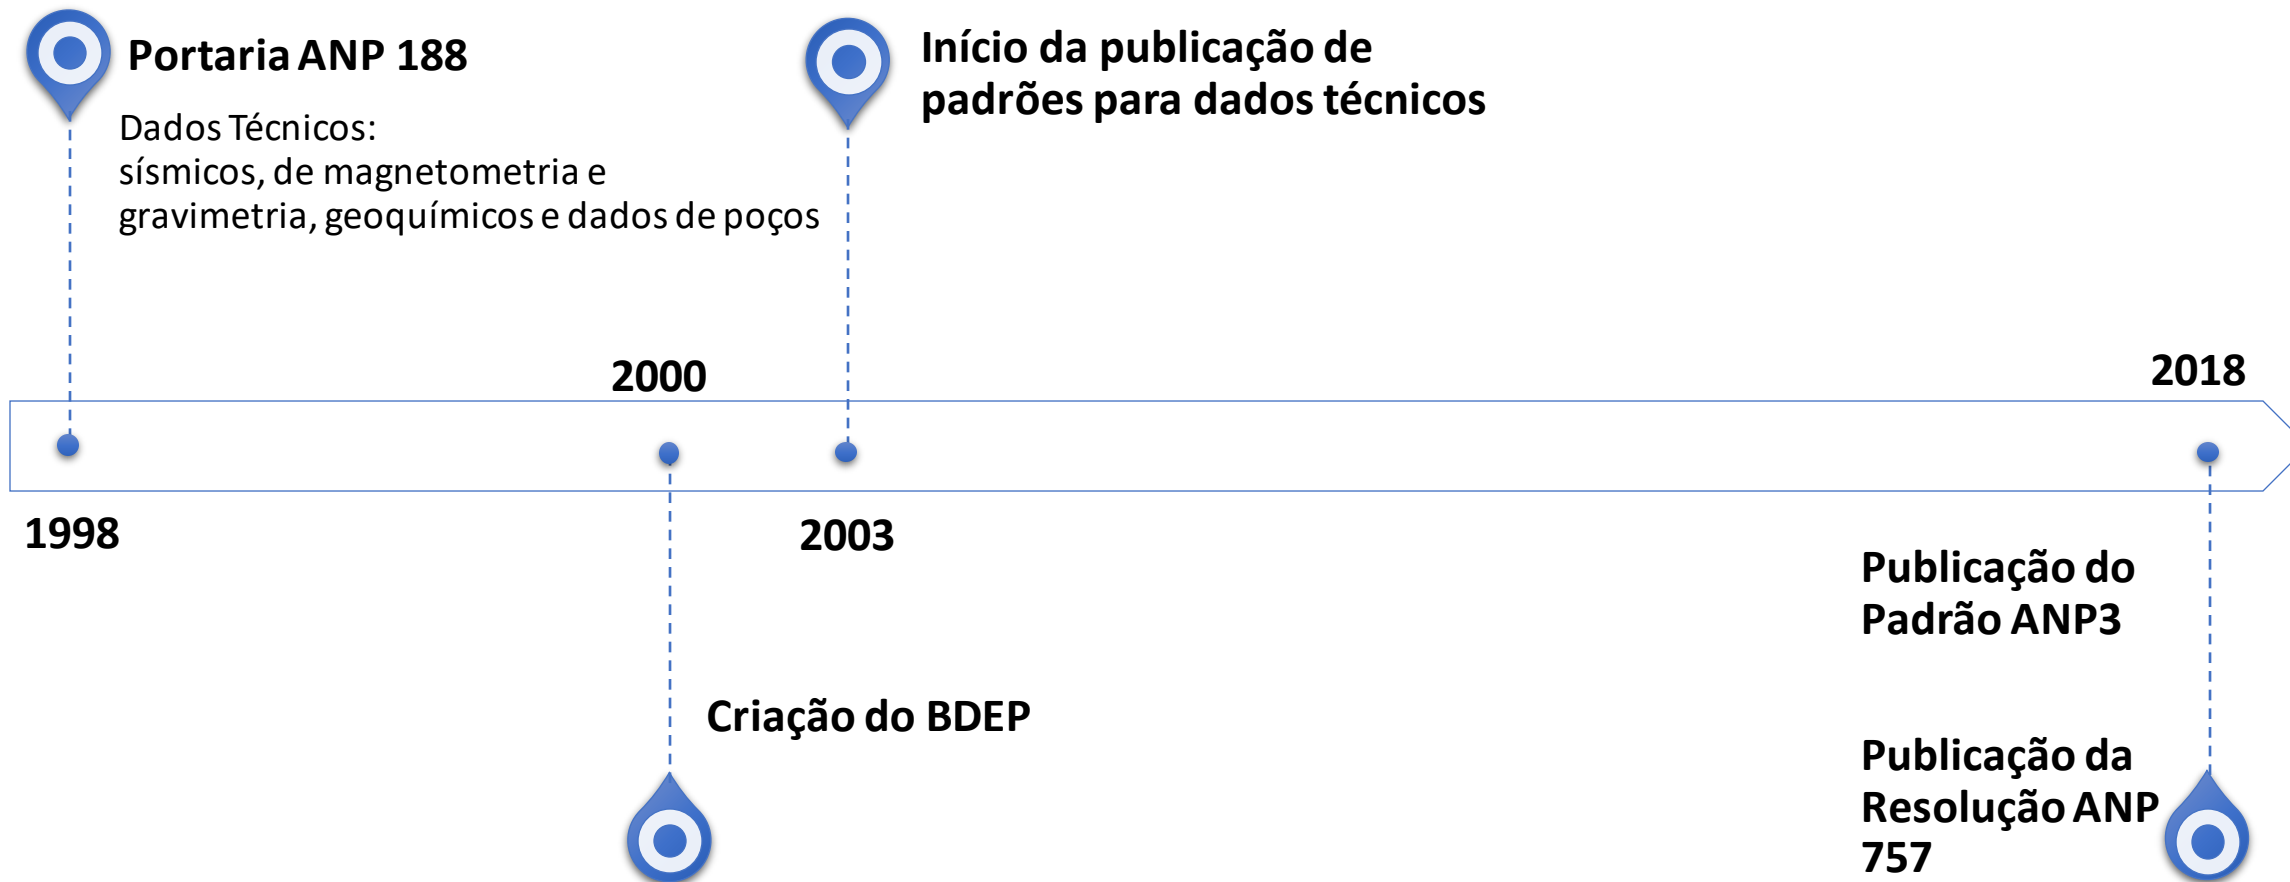 Portaria ANP 188
Dados Técnicos:
sísmicos, de magnetometria e
gravimetria, geoquímicos e dados de poços
Início da publicação de
padrões para dados técnicos
2000
2018
1998
2003
Criação do BDEP
Publicação do
Padrão ANP3
Publicação da
Resolução ANP
757